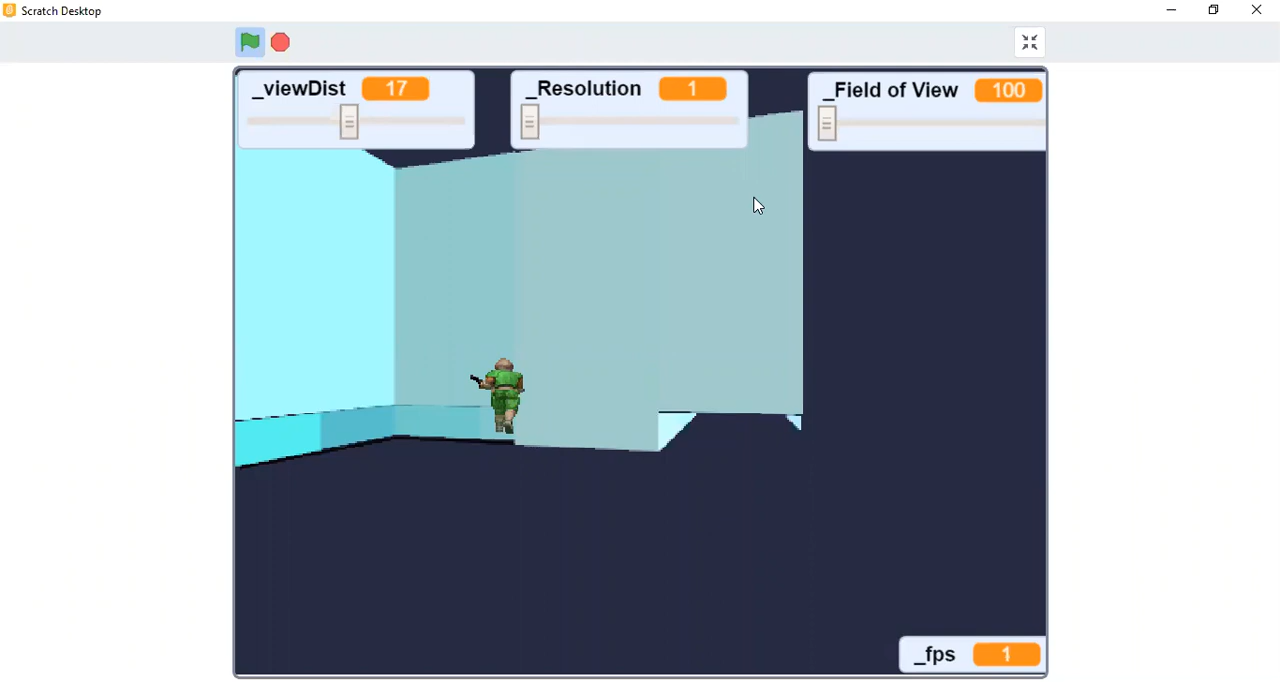 Scratch Desktop
_viewDist 17
_Resolution 1
_Field of View 100
_fps 1